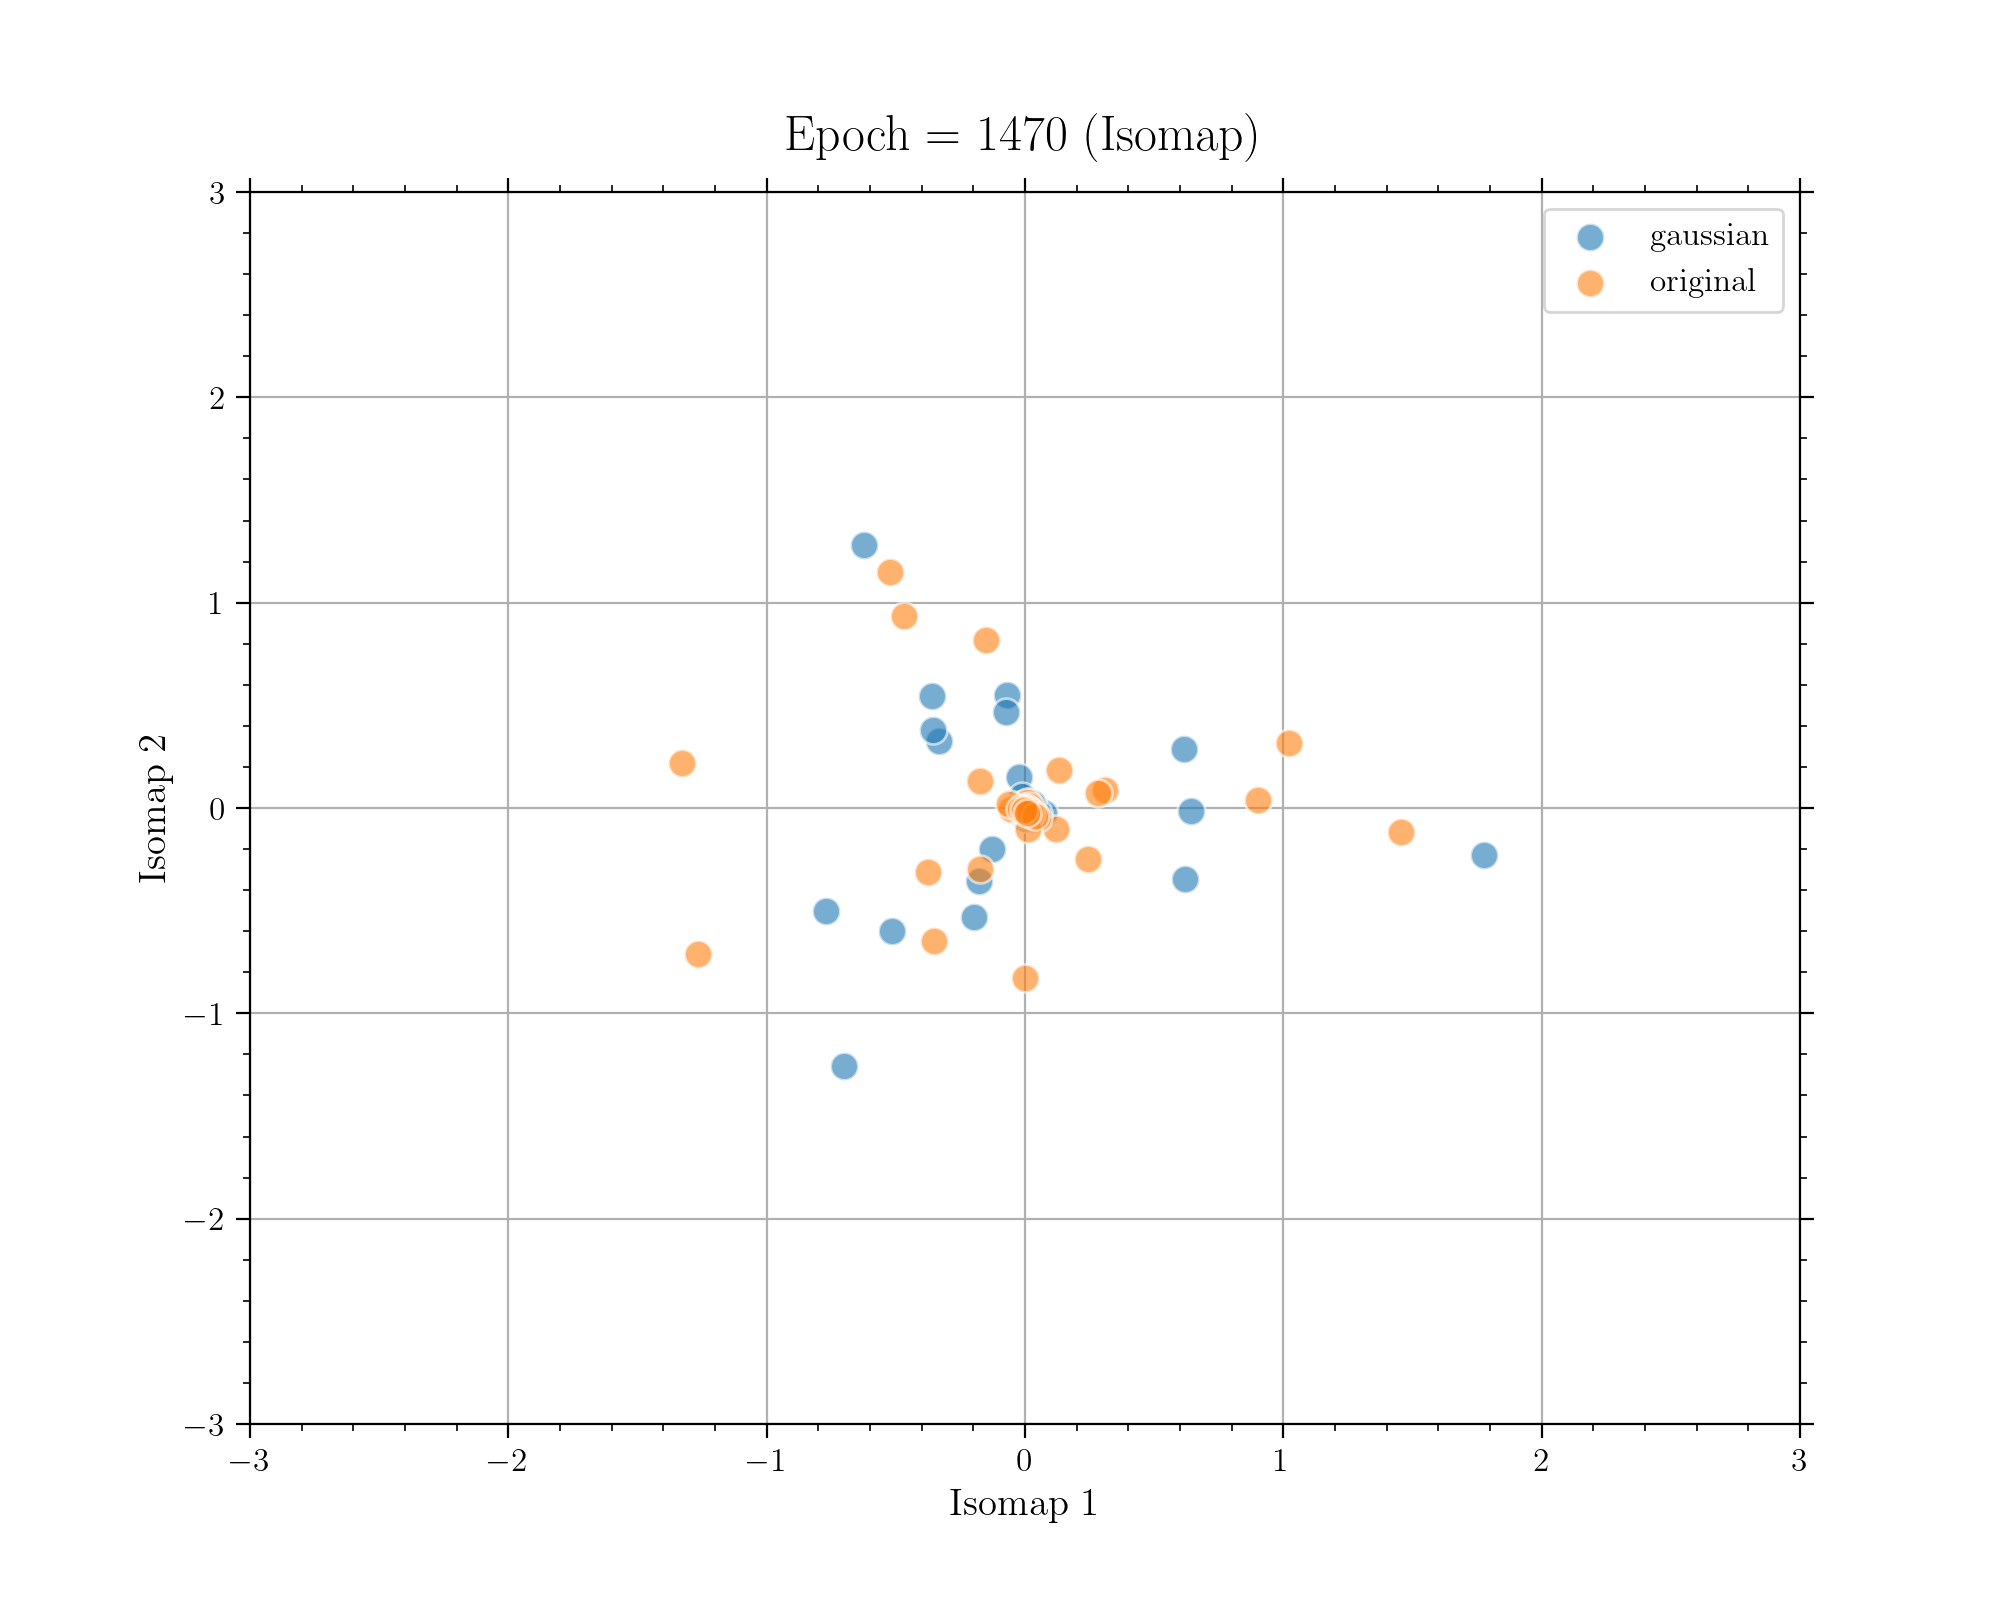 Epoch = 1470 (Isomap)
gaussian
original
3
2
1
0
−1
−2
−3
Isomap 2
−3 −2 −1 0 1 2 3
Isomap 1